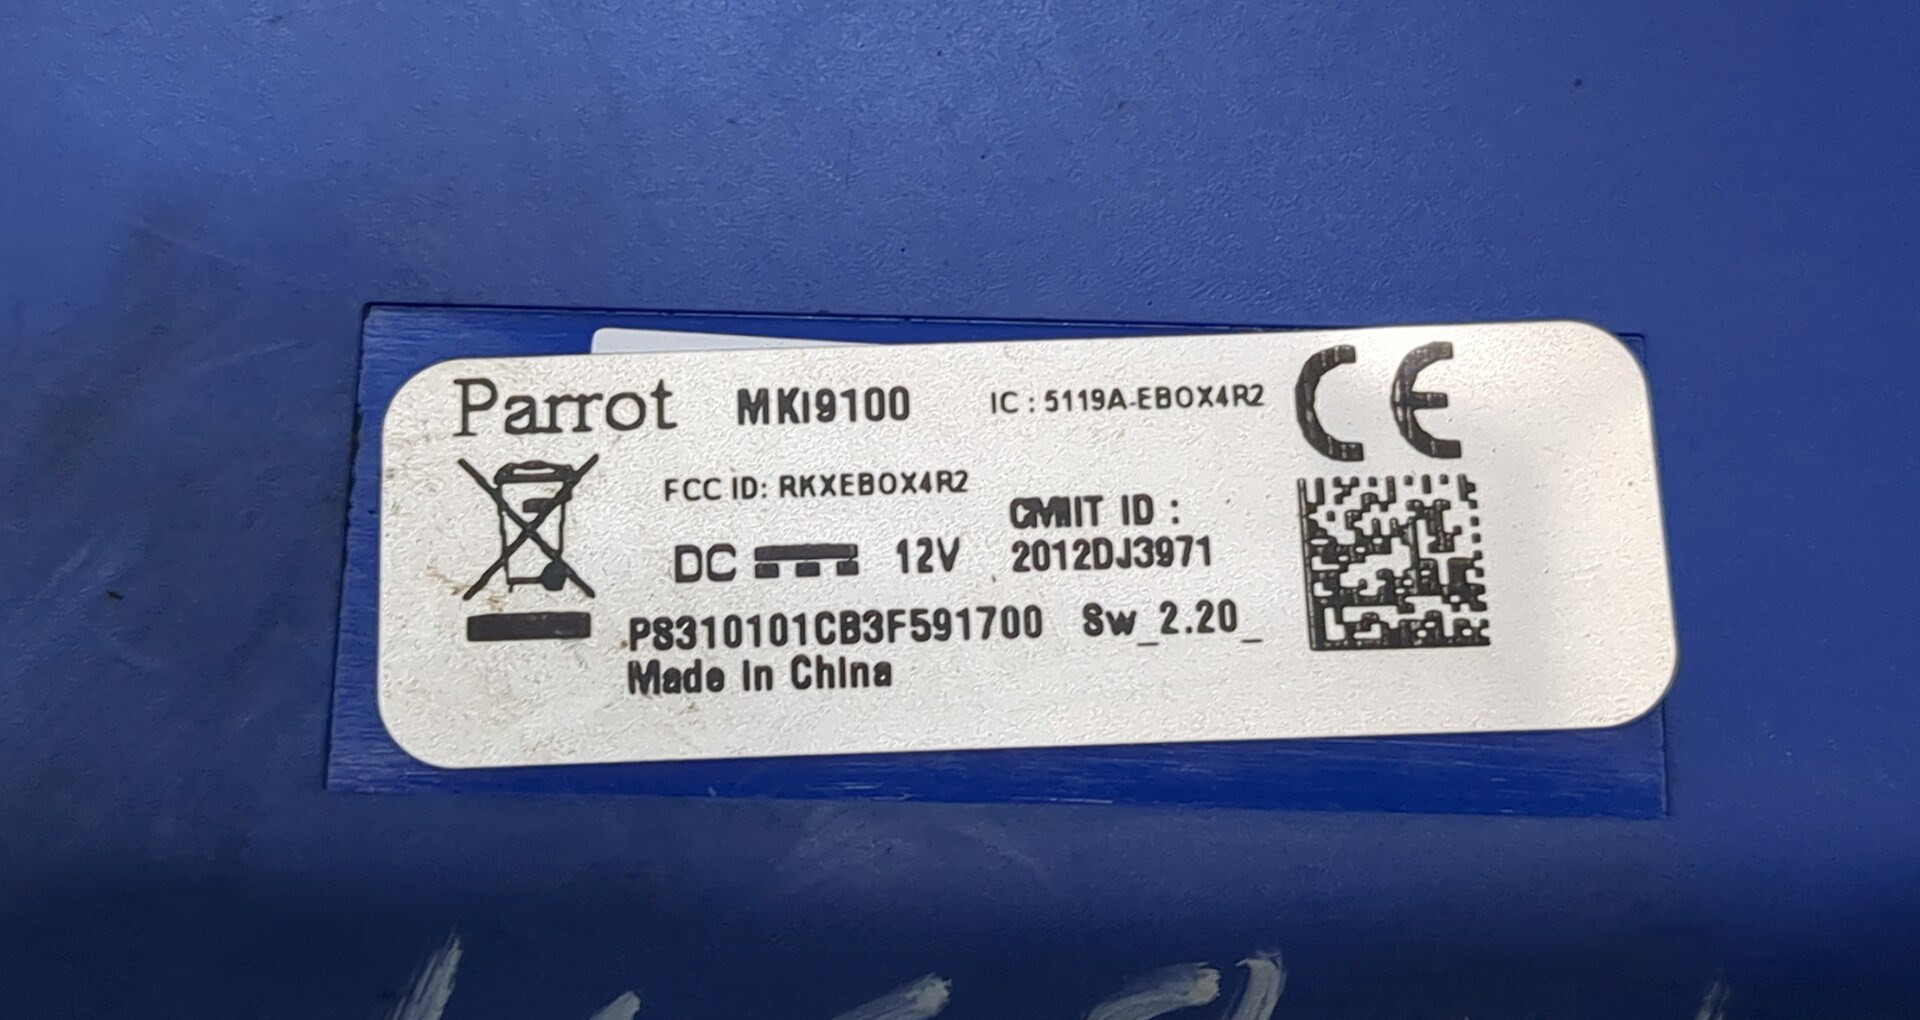 Parrot MKi9100 IC : 5119A-EBOX4R2 CE
FCC ID: RKXEBOX4R2
CMIIT ID :
DC 12V 2012DJ3971
PS310101CB3F591700 Sw_2.20_
Made In China